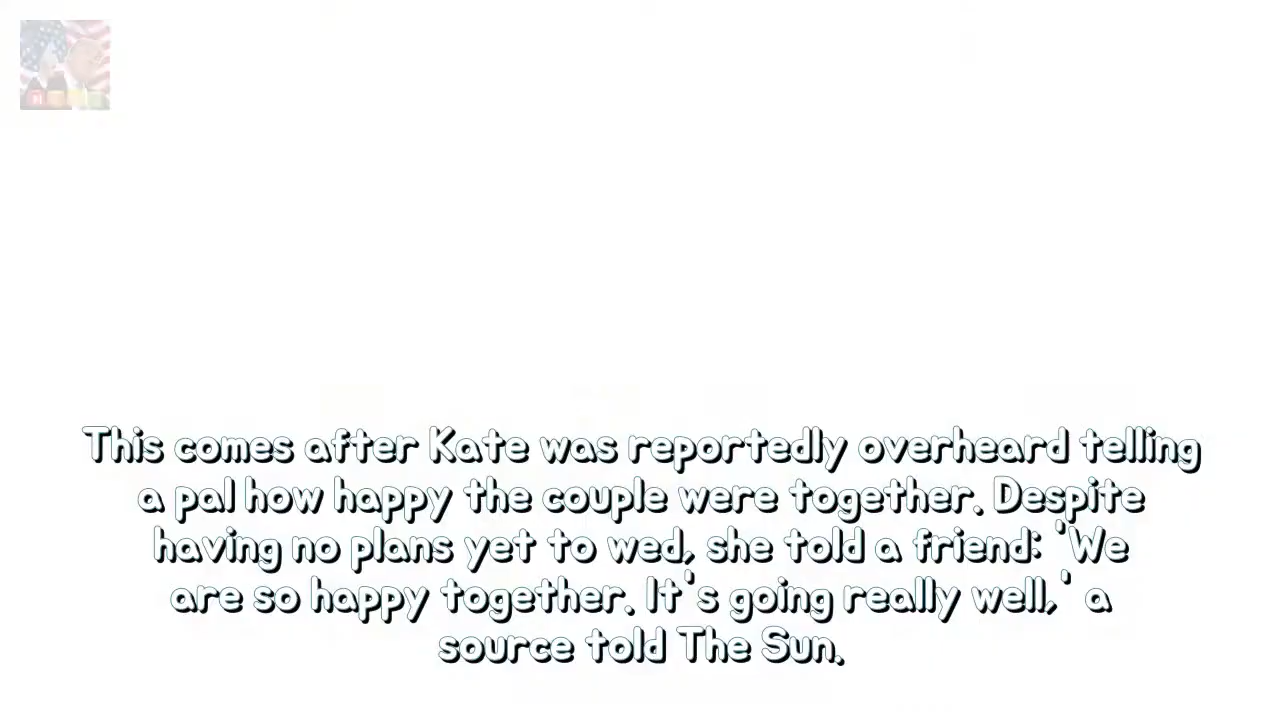 This comes after Kate was reportedly overheard telling
a pal how happy the couple were together. Despite
having no plans yet to wed, she told a friend: 'We
are so happy together. It's going really well,' a
source told The Sun.